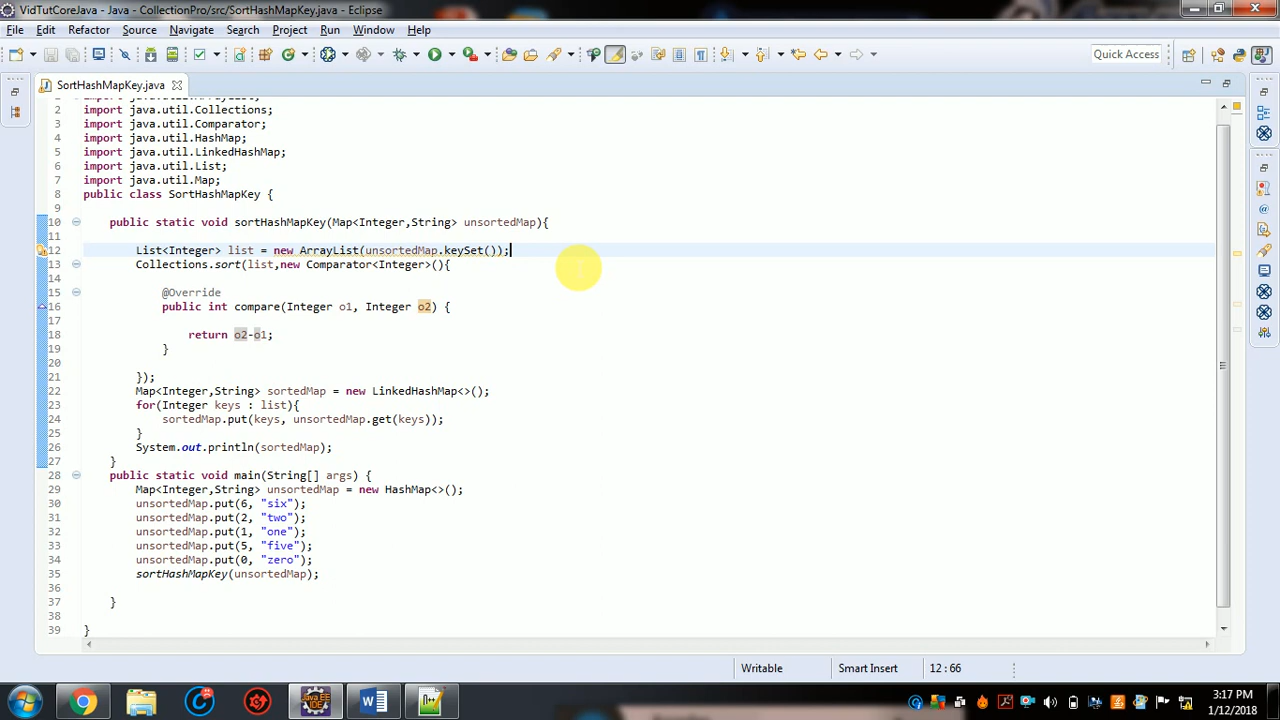 VidTutCoreJava - Java - CollectionPro/src/SortHashMapKey.java - Eclipse
File Edit Refactor Source Navigate Search Project Run Window Help
Quick Access
SortHashMapKey.java
2 import java.util.Collections;
3 import java.util.Comparator;
4 import java.util.HashMap;
5 import java.util.LinkedHashMap;
6 import java.util.List;
7 import java.util.Map;
8 public class SortHashMapKey {
9
10 public static void sortHashMapKey(Map<Integer,String> unsortedMap){
11
12 List<Integer> list = new ArrayList(unsortedMap.keySet());
13 Collections.sort(list,new Comparator<Integer>(){
14
15 @Override
16 public int compare(Integer o1, Integer o2) {
17
18 return o2-o1;
19 }
20
21 });
22 Map<Integer,String> sortedMap = new LinkedHashMap<>();
23 for(Integer keys : list){
24 sortedMap.put(keys, unsortedMap.get(keys));
25 }
26 System.out.println(sortedMap);
27 }
28 public static void main(String[] args) {
29 Map<Integer,String> unsortedMap = new HashMap<>();
30 unsortedMap.put(6, "six");
31 unsortedMap.put(2, "two");
32 unsortedMap.put(1, "one");
33 unsortedMap.put(5, "five");
34 unsortedMap.put(0, "zero");
35 sortHashMapKey(unsortedMap);
36
37 }
38
39 }
Writable Smart Insert 12 : 66
3:17 PM
1/12/2018